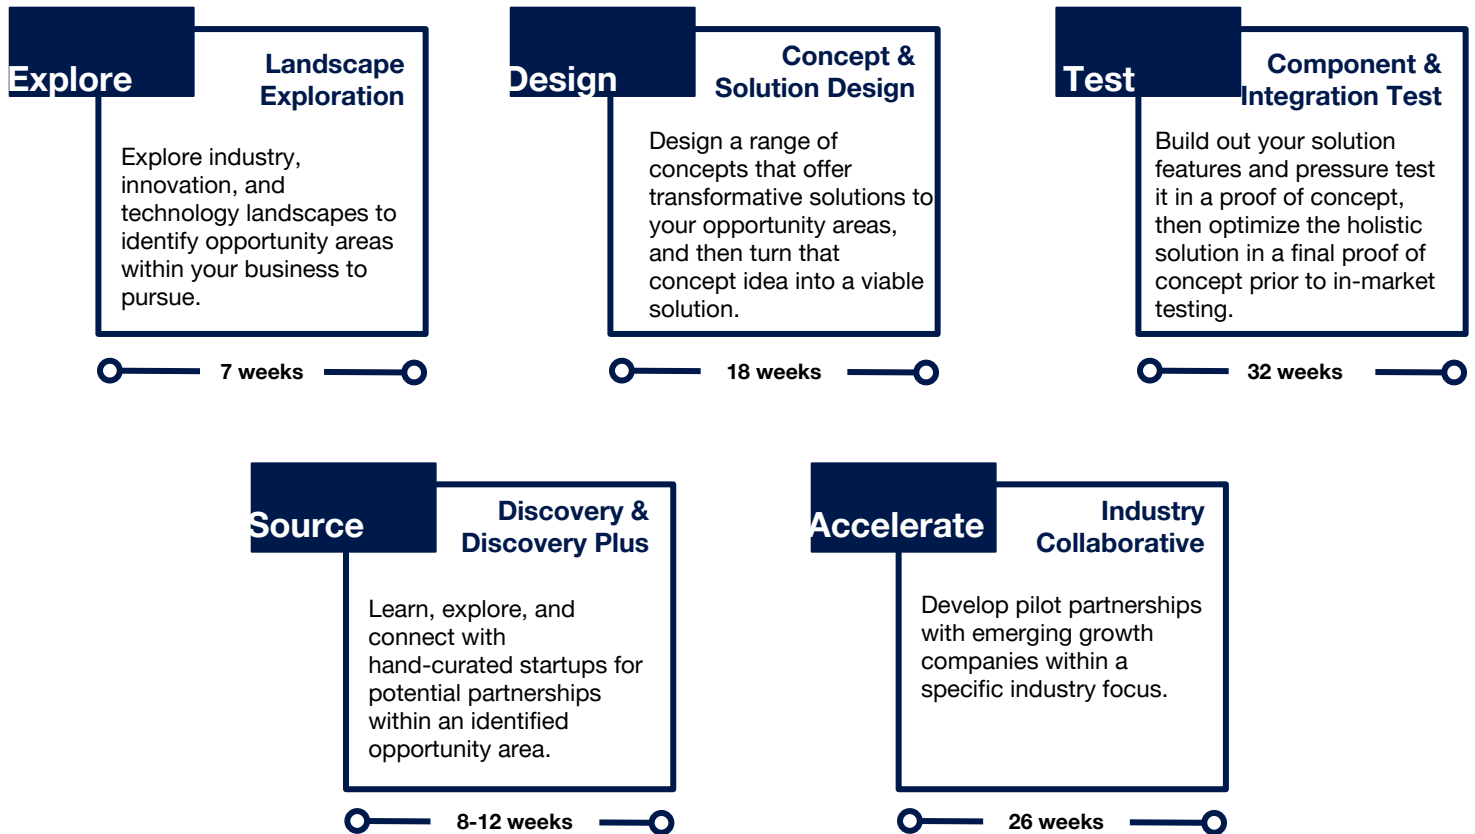 Explore
Landscape
Exploration
Explore industry,
innovation, and
technology landscapes to
identify opportunity areas
within your business to
pursue.
7 weeks
Design
Concept &
Solution Design
Design a range of
concepts that offer
transformative solutions to
your opportunity areas,
and then turn that
concept idea into a viable
solution.
18 weeks
Test
Component &
Integration Test
Build out your solution
features and pressure test
it in a proof of concept,
then optimize the holistic
solution in a final proof of
concept prior to in-market
testing.
32 weeks
Source
Discovery &
Discovery Plus
Learn, explore, and
connect with
hand-curated startups for
potential partnerships
within an identified
opportunity area.
8-12 weeks
Accelerate
Industry
Collaborative
Develop pilot partnerships
with emerging growth
companies within a
specific industry focus.
26 weeks